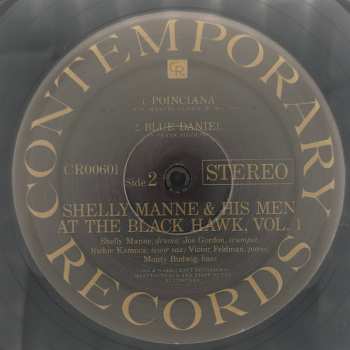 CONTEMPORARY RECORDS
CR
1. POINCIANA
2. BLUE DANIEL
CR00601
Side 2
STEREO
SHELLY MANNE & HIS MEN
AT THE BLACK HAWK, VOL. 1
Shelly Manne, drums; Joe Gordon, trumpet;
Richie Kamuca, tenor sax; Victor Feldman, piano;
Monty Budwig, bass